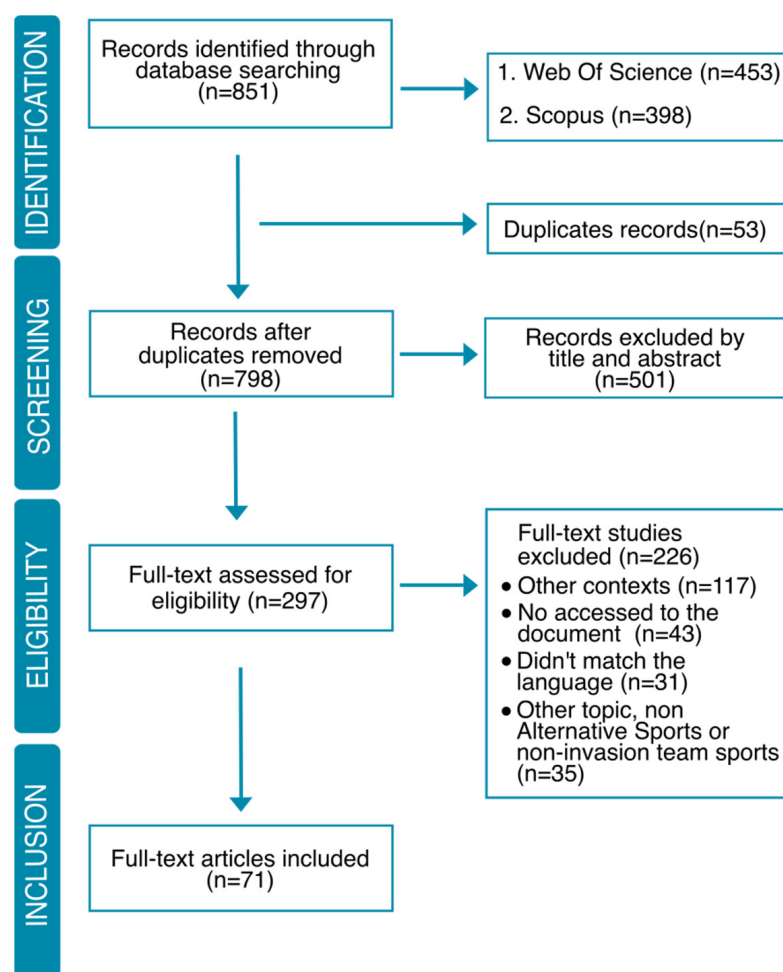 IDENTIFICATION
Records identified through
database searching
(n=851)
1. Web Of Science (n=453)
2. Scopus (n=398)
Duplicates records(n=53)
SCREENING
Records after
duplicates removed
(n=798)
Records excluded by
title and abstract
(n=501)
ELIGIBILITY
Full-text assessed for
eligibility (n=297)
Full-text studies
excluded (n=226)
• Other contexts (n=117)
• No accessed to the
document (n=43)
• Didn't match the
language (n=31)
• Other topic, non
Alternative Sports or
non-invasion team sports
(n=35)
INCLUSION
Full-text articles included
(n=71)